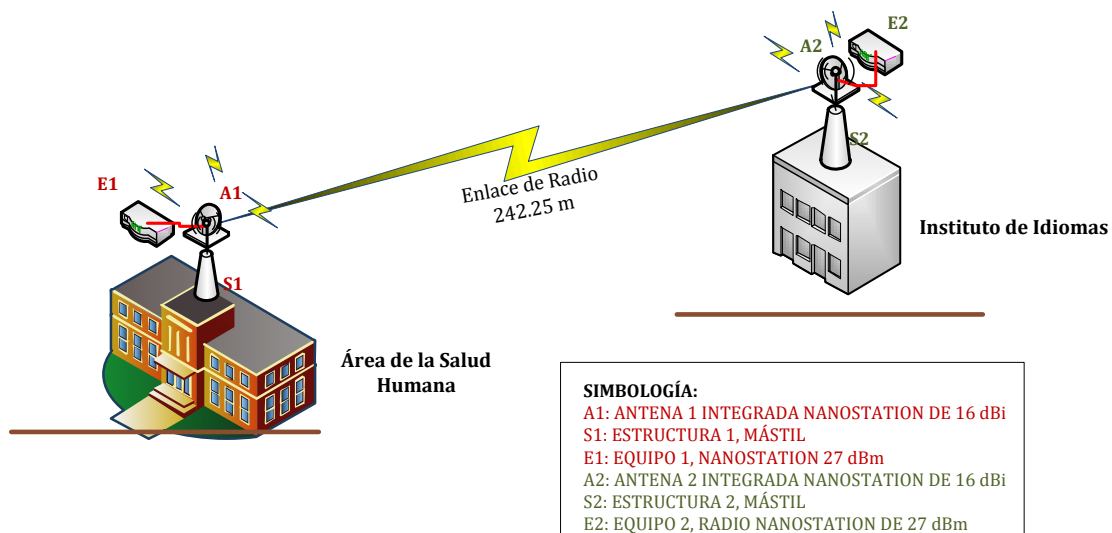 E2
A2
S2
E1
A1
Enlace de Radio
242.25 m
Instituto de Idiomas
S1
Área de la Salud
Humana
SIMBOLOGÍA:
A1: ANTENA 1 INTEGRADA NANOSTATION DE 16 dBi
S1: ESTRUCTURA 1, MÁSTIL
E1: EQUIPO 1, NANOSTATION 27 dBm
A2: ANTENA 2 INTEGRADA NANOSTATION DE 16 dBi
S2: ESTRUCTURA 2, MÁSTIL
E2: EQUIPO 2, RADIO NANOSTATION DE 27 dBm